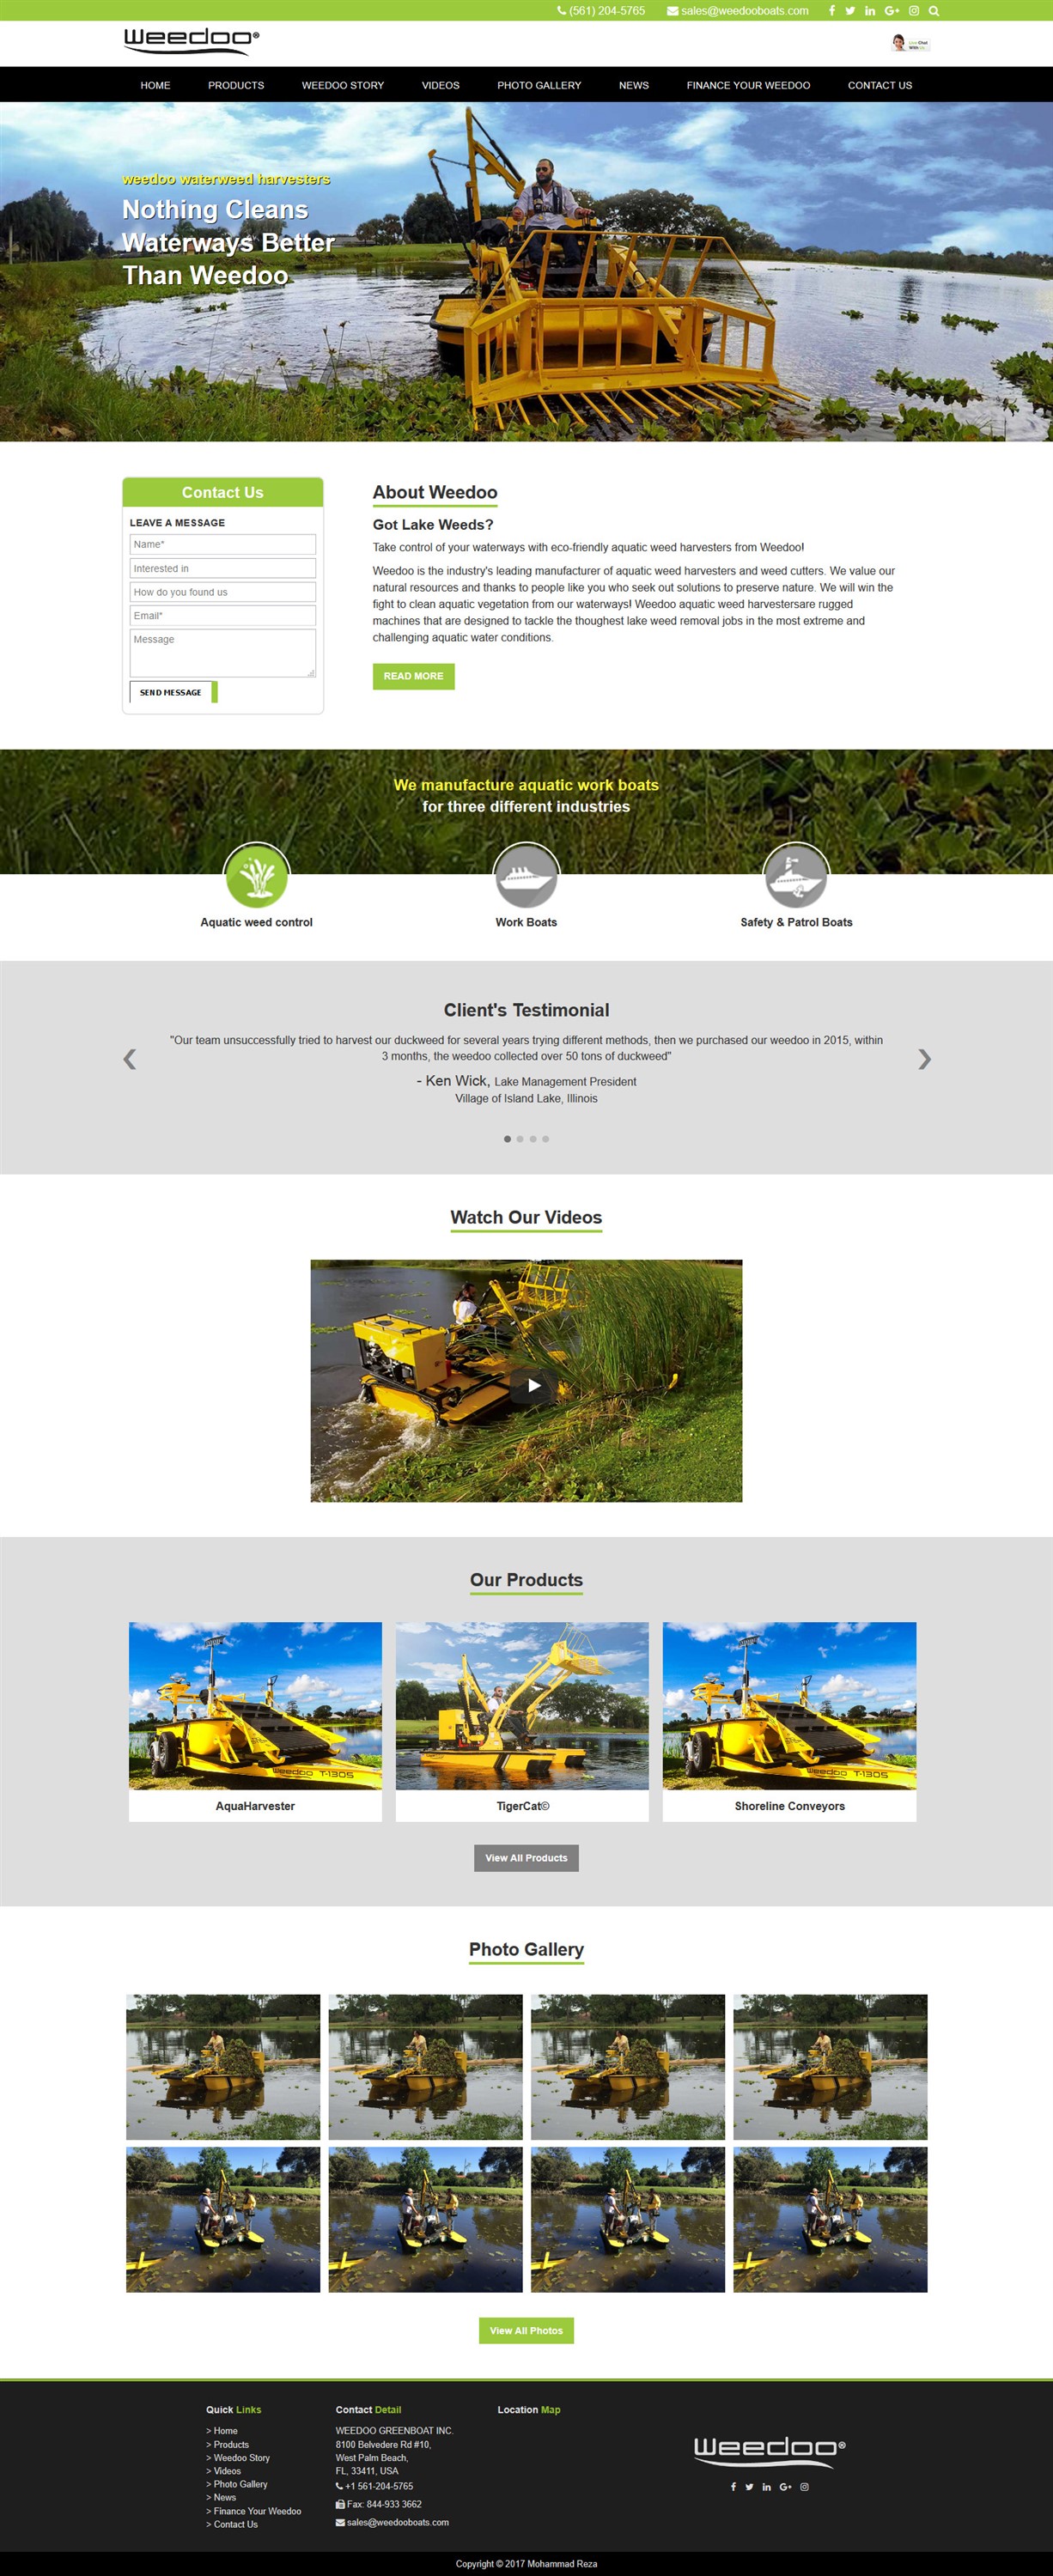 (561) 204-5765 sales@weedooboats.com
Weedoo®
Live Chat
With Us
HOME PRODUCTS WEEDOO STORY VIDEOS PHOTO GALLERY NEWS FINANCE YOUR WEEDOO CONTACT US
weedoo waterweed harvesters
Nothing Cleans
Waterways Better
Than Weedoo
Contact Us
LEAVE A MESSAGE
Name*
Interested in
How do you found us
Email*
Message
SEND MESSAGE
About Weedoo
Got Lake Weeds?
Take control of your waterways with eco-friendly aquatic weed harvesters from Weedoo!
Weedoo is the industry's leading manufacturer of aquatic weed harvesters and weed cutters. We value our
natural resources and thanks to people like you who seek out solutions to preserve nature. We will win the
fight to clean aquatic vegetation from our waterways! Weedoo aquatic weed harvestersare rugged
machines that are designed to tackle the thoughest lake weed removal jobs in the most extreme and
challenging aquatic water conditions.
READ MORE
We manufacture aquatic work boats
for three different industries
Aquatic weed control
Work Boats
Safety & Patrol Boats
Client's Testimonial
"Our team unsuccessfully tried to harvest our duckweed for several years trying different methods, then we purchased our weedoo in 2015, within
3 months, the weedoo collected over 50 tons of duckweed"
- Ken Wick, Lake Management President
Village of Island Lake, Illinois
Watch Our Videos
Our Products
weedoo T-1305
weedoo T-1305
AquaHarvester
TigerCat©
Shoreline Conveyors
View All Products
Photo Gallery
View All Photos
Quick Links
> Home
> Products
> Weedoo Story
> Videos
> Photo Gallery
> News
> Finance Your Weedoo
> Contact Us
Contact Detail
WEEDOO GREENBOAT INC.
8100 Belvedere Rd #10,
West Palm Beach,
FL, 33411, USA
+1 561-204-5765
Fax: 844-933 3662
sales@weedooboats.com
Location Map
Weedoo®
Copyright © 2017 Mohammad Reza